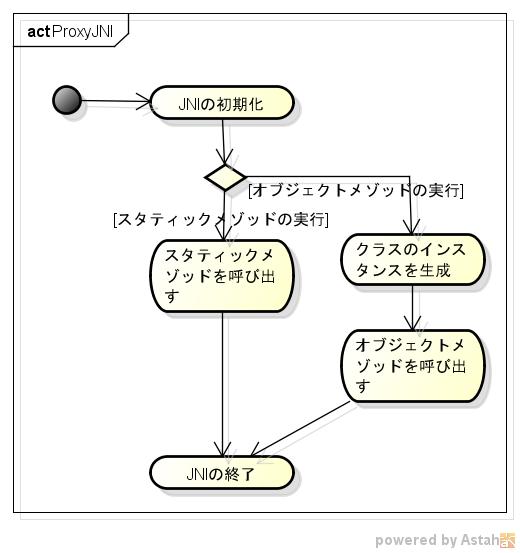 act ProxyJNI
JNIの初期化
[オブジェクトメゾッドの実行]
[スタティックメゾッドの実行]
スタティックメ
ゾッドを呼び出
す
クラスのインス
タンスを生成
オブジェクトメ
ゾッドを呼び出
す
JNIの終了
powered by Astah